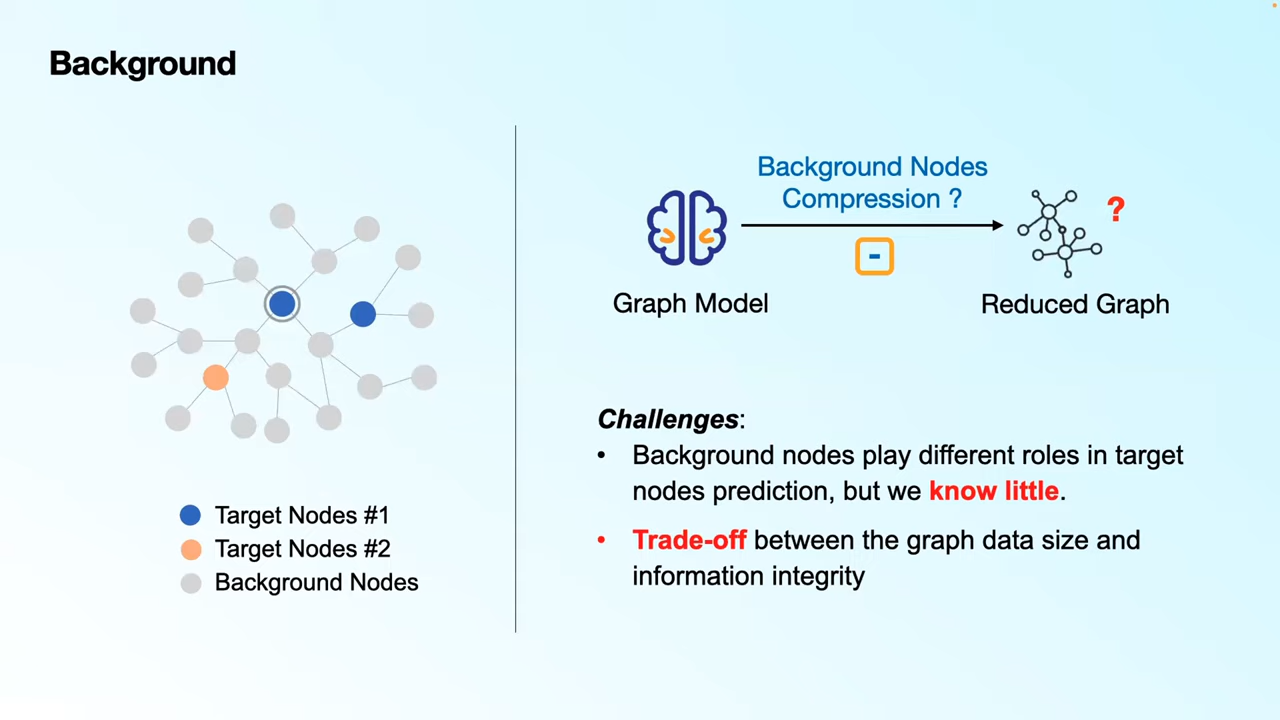 Background
Target Nodes #1
Target Nodes #2
Background Nodes
Background Nodes
Compression ?
-
?
Graph Model
Reduced Graph
Challenges:
• Background nodes play different roles in target
nodes prediction, but we know little.
• Trade-off between the graph data size and
information integrity